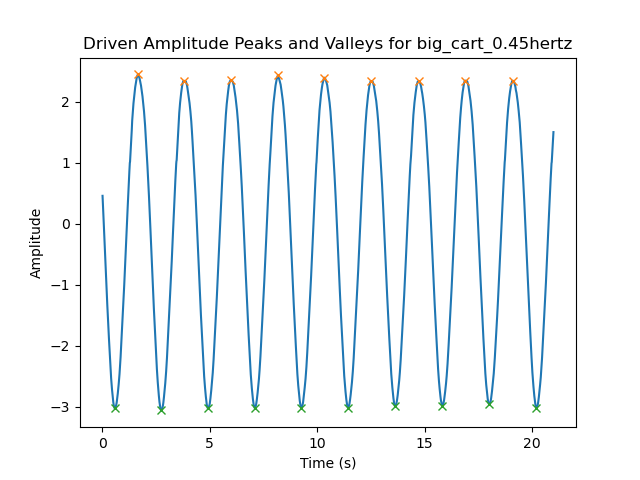 Driven Amplitude Peaks and Valleys for big_cart_0.45hertz
2
1
0
−1
−2
−3
Amplitude
0 5 10 15 20
Time (s)